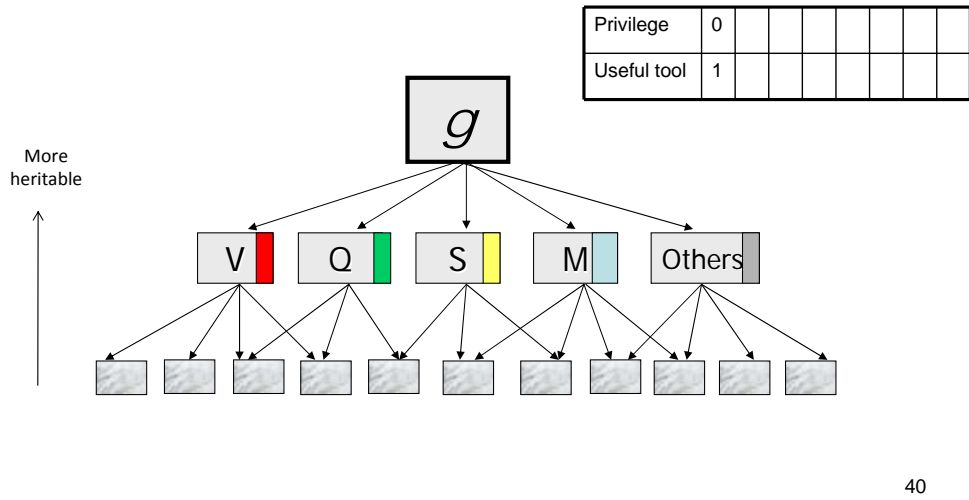 Privilege 0
Useful tool 1
g
More
heritable
V Q S M Others
40